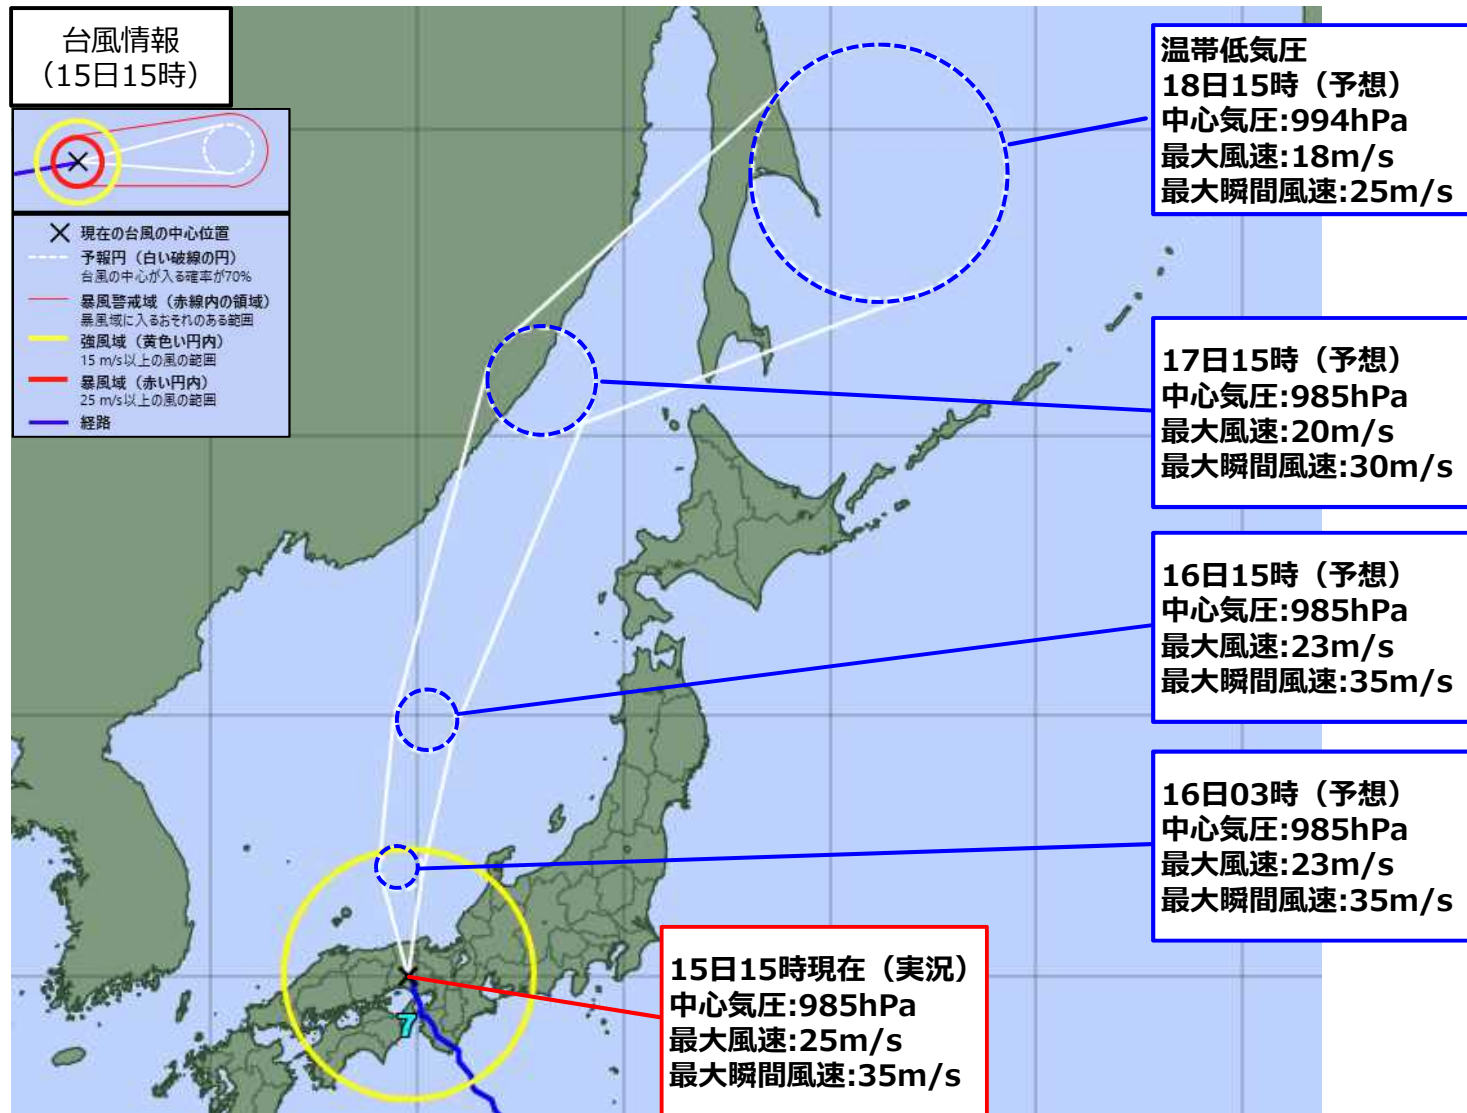 台風情報
（15日15時）
現在の台風の中心位置
予報円（白い破線の円）
台風の中心が入る確率が70%
暴風警戒域（赤線内の領域）
暴風域に入るおそれのある範囲
強風域（黄色い円内）
15 m/s以上の風の範囲
暴風域（赤い円内）
25 m/s以上の風の範囲
経路
温帯低気圧
18日15時（予想）
中心気圧:994hPa
最大風速:18m/s
最大瞬間風速:25m/s
17日15時（予想）
中心気圧:985hPa
最大風速:20m/s
最大瞬間風速:30m/s
16日15時（予想）
中心気圧:985hPa
最大風速:23m/s
最大瞬間風速:35m/s
16日03時（予想）
中心気圧:985hPa
最大風速:23m/s
最大瞬間風速:35m/s
15日15時現在（実況）
中心気圧:985hPa
最大風速:25m/s
最大瞬間風速:35m/s
7